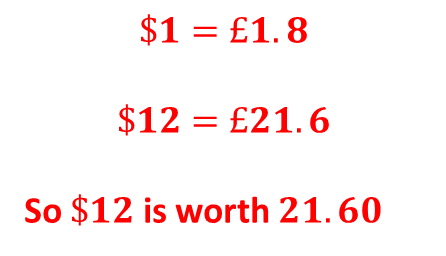 $1 = £1.8
$12 = £21.6
So $12 is worth 21.60